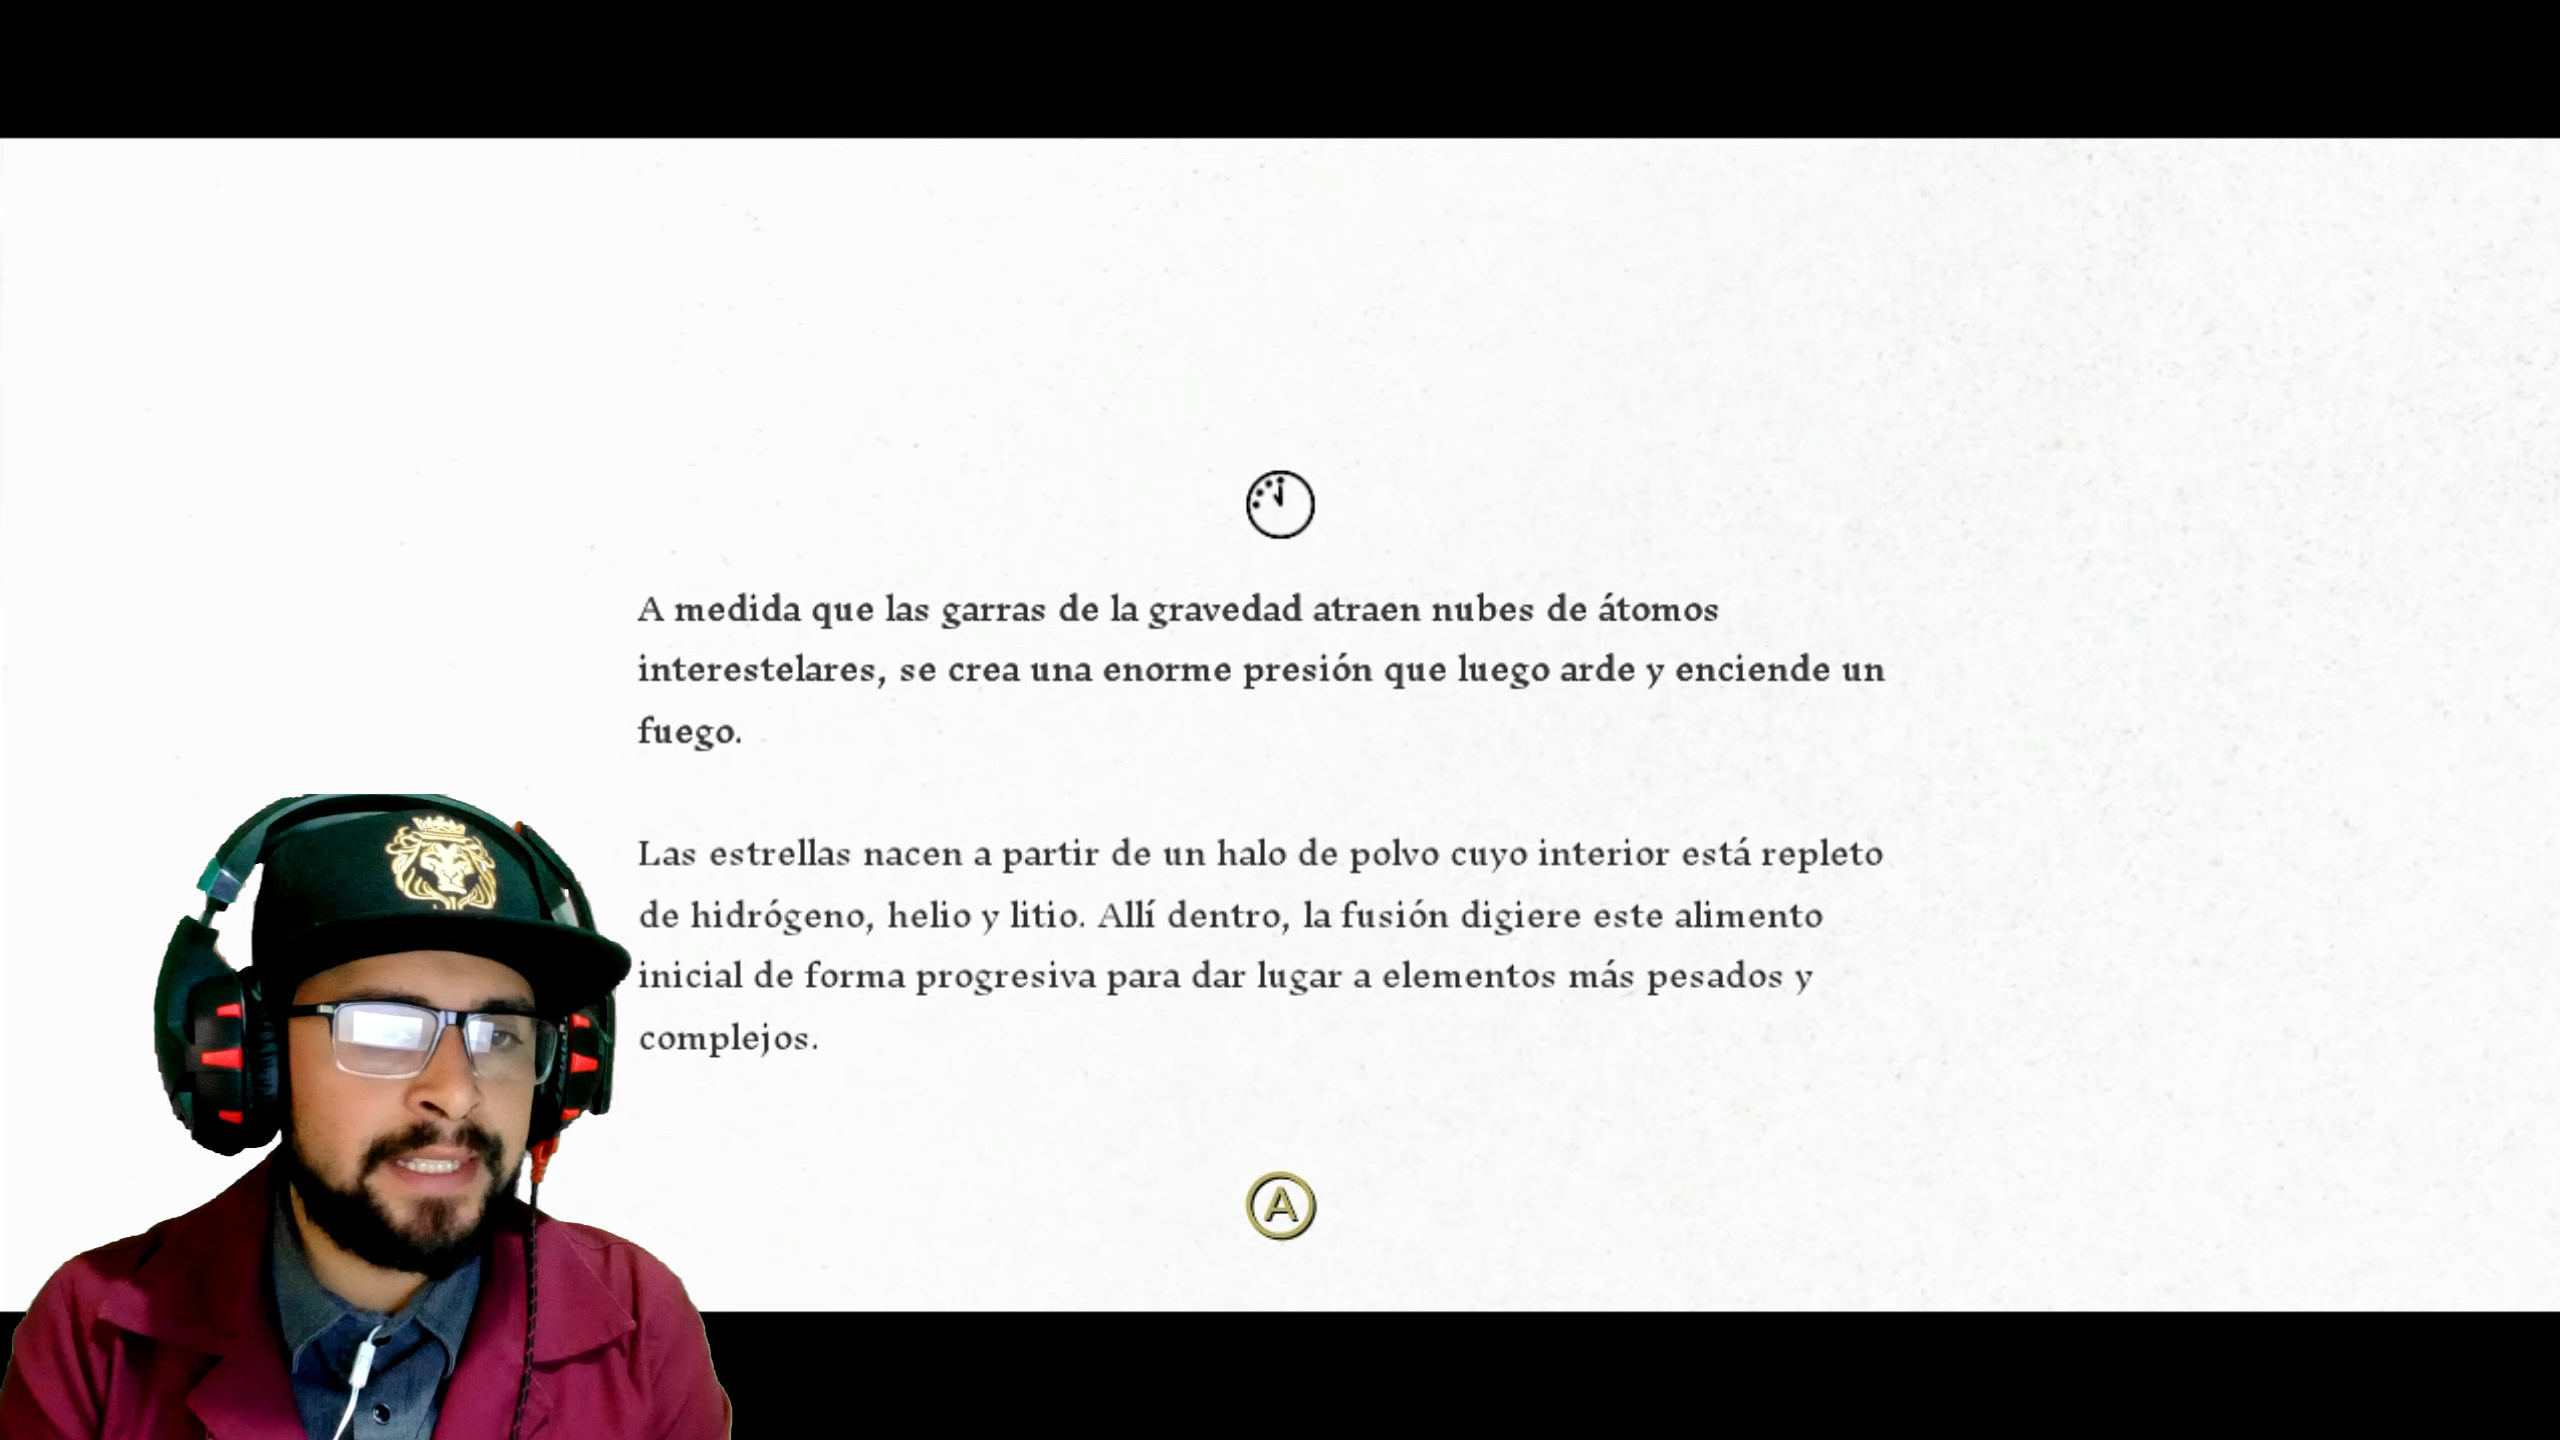 A medida que las garras de la gravedad atraen nubes de átomos
interestelares, se crea una enorme presión que luego arde y enciende un
fuego.
Las estrellas nacen a partir de un halo de polvo cuyo interior está repleto
de hidrógeno, helio y litio. Allí dentro, la fusión digiere este alimento
inicial de forma progresiva para dar lugar a elementos más pesados y
complejos.
A